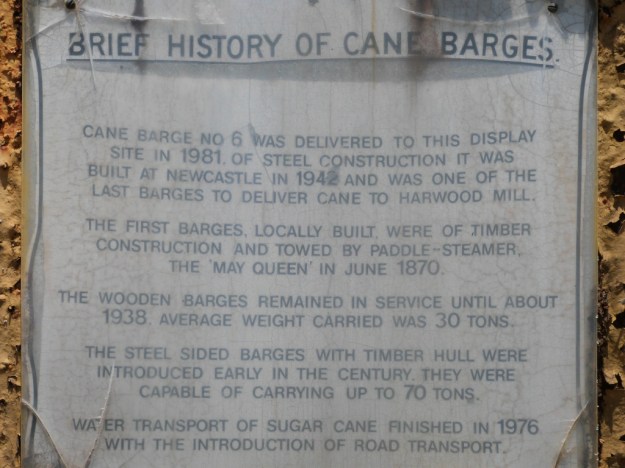 BRIEF HISTORY OF CANE BARGES.
CANE BARGE NO 6 WAS DELIVERED TO THIS DISPLAY
SITE IN 1981. OF STEEL CONSTRUCTION IT WAS
BUILT AT NEWCASTLE IN 1942 AND WAS ONE OF THE
LAST BARGES TO DELIVER CANE TO HARWOOD MILL.
THE FIRST BARGES, LOCALLY BUILT, WERE OF TIMBER
CONSTRUCTION AND TOWED BY PADDLE-STEAMER,
THE 'MAY QUEEN' IN JUNE 1870.
THE WOODEN BARGES REMAINED IN SERVICE UNTIL ABOUT
1938. AVERAGE WEIGHT CARRIED WAS 30 TONS.
THE STEEL SIDED BARGES WITH TIMBER HULL WERE
INTRODUCED EARLY IN THE CENTURY. THEY WERE
CAPABLE OF CARRYING UP TO 70 TONS.
WATER TRANSPORT OF SUGAR CANE FINISHED IN 1976
WITH THE INTRODUCTION OF ROAD TRANSPORT.